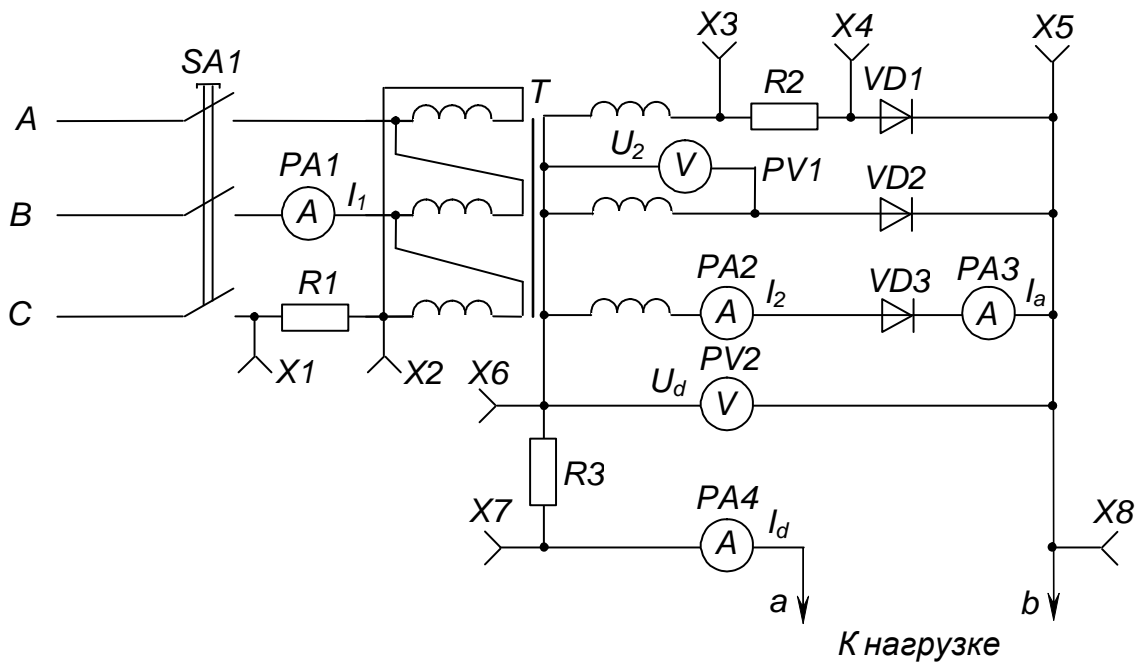 X3 X4 X5
SA1
T R2 VD1
A
PA1 U2 V PV1
I1 VD2
B A
PA2 VD3 PA3
R1 I2 Ia
C A A
X1 X2 X6 Ud PV2
V
R3
X7 PA4 X8
Id
A
a b
К нагрузке